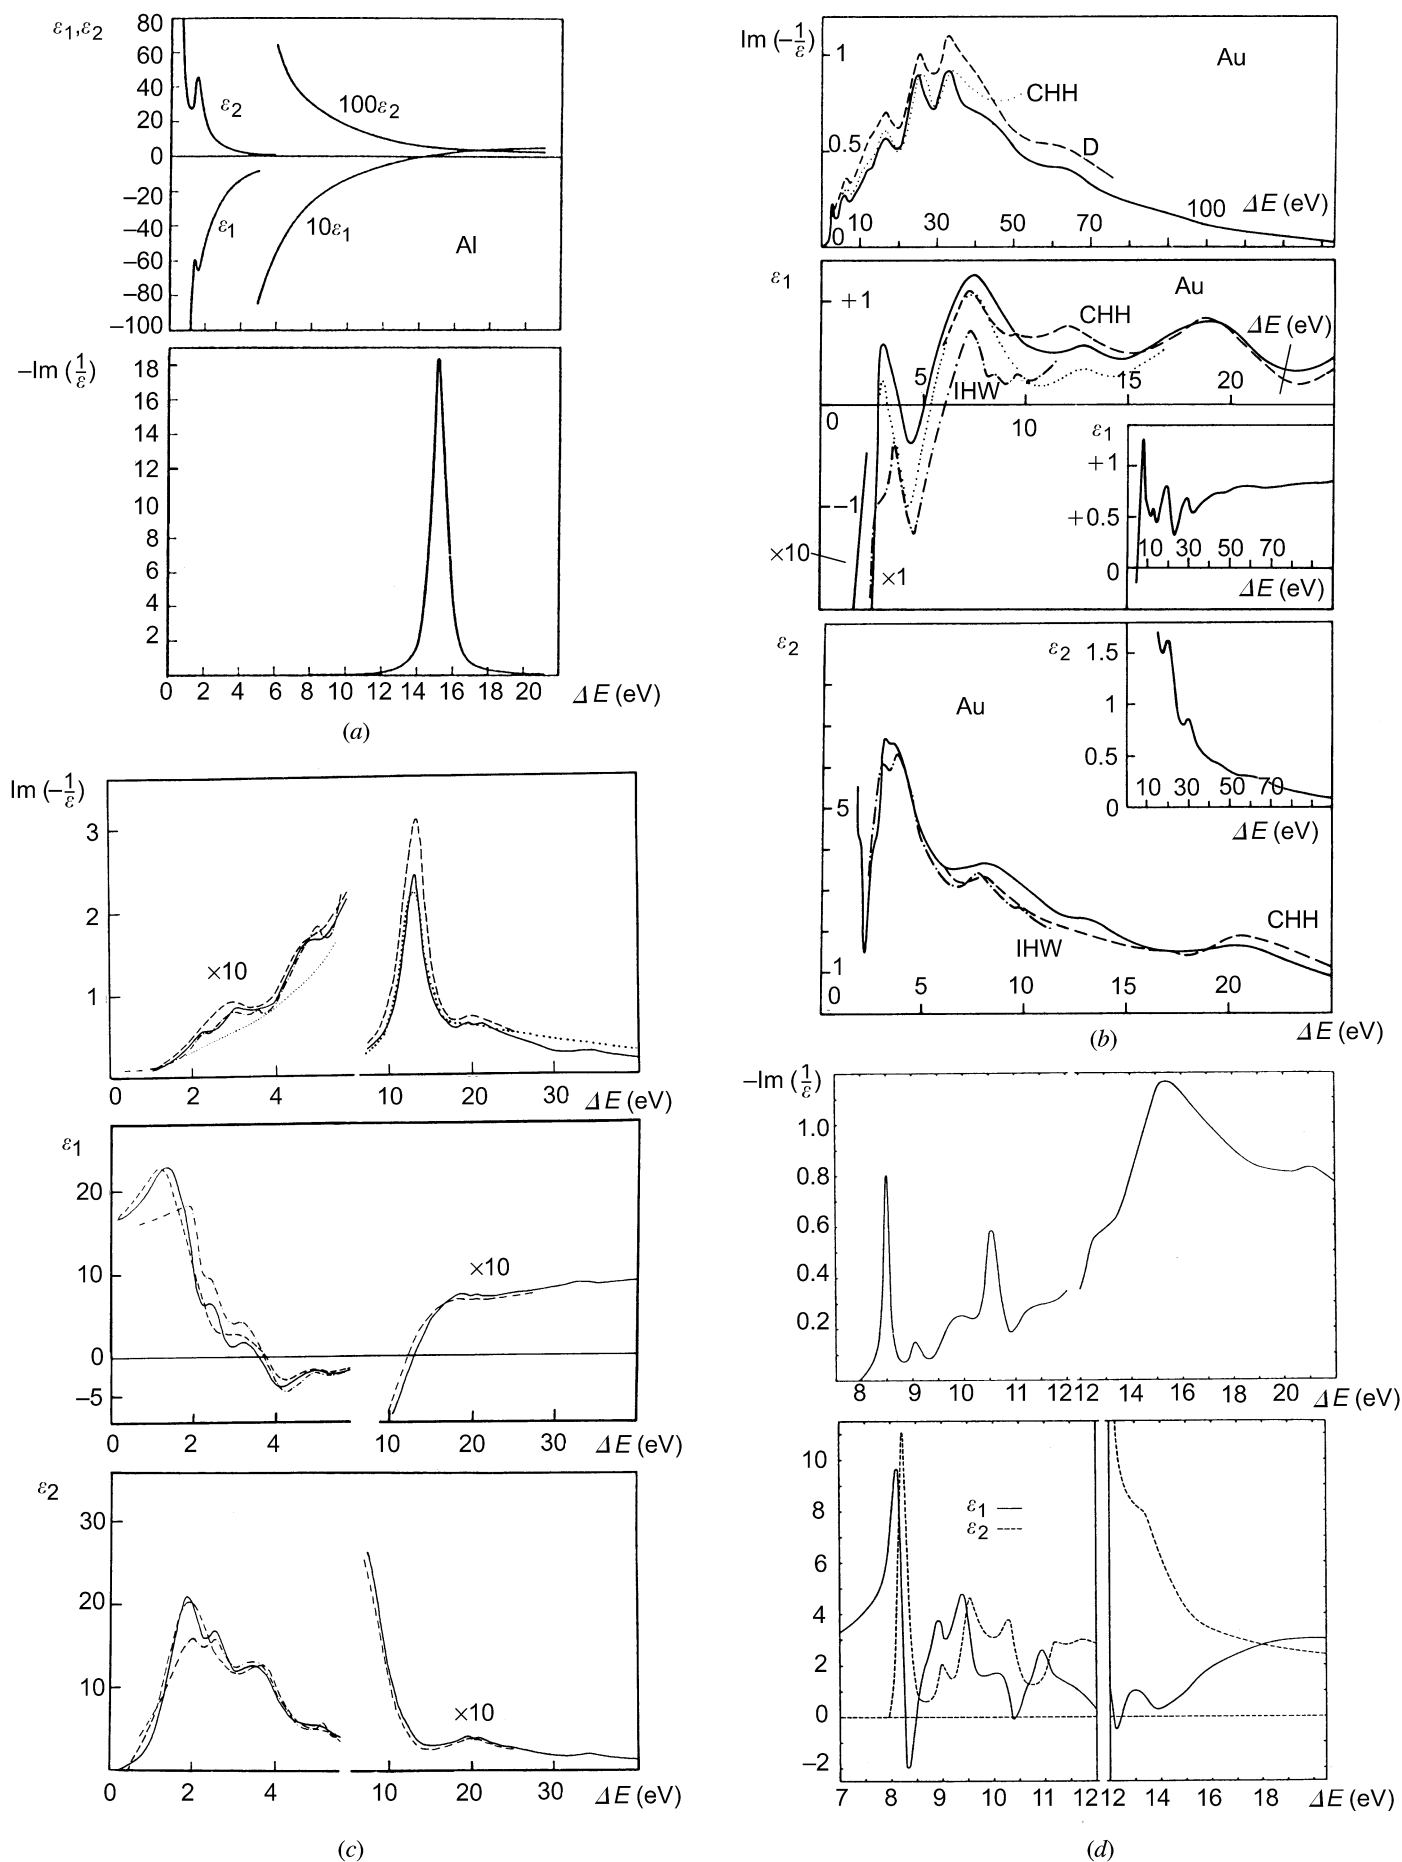 ε1,ε2
80
60
40
20
0
−20
−40
−60
−80
−100
ε2
100ε2
ε1
10ε1
Al
−Im (1/ε)
18
16
14
12
10
8
6
4
2
0 2 4 6 8 10 12 14 16 18 20 ΔE (eV)
(a)
Im (−1/ε)
1
0.5
0
Au
CHH
D
10 30 50 70 100 ΔE (eV)
ε1
+1
0
−1
Au
CHH
IHW
ΔE (eV)
5 10 15 20
×10
×1
ε1
+1
+0.5
0
10 30 50 70
ΔE (eV)
ε2
5
1
0
Au
CHH
IHW
5 10 15 20
ΔE (eV)
ε2
1.5
1
0.5
0
10 30 50 70
ΔE (eV)
(b)
Im (−1/ε)
3
2
1
×10
0 2 4 10 20 30 ΔE (eV)
ε1
20
10
0
−5
×10
0 2 4 10 20 30 ΔE (eV)
ε2
30
20
10
×10
0 2 4 10 20 30 ΔE (eV)
(c)
−Im (1/ε)
1.0
0.8
0.6
0.4
0.2
8 9 10 11 12 12 14 16 18 20 ΔE (eV)
10
8
6
4
2
0
−2
ε1
ε2
7 8 9 10 11 12 12 14 16 18 ΔE (eV)
(d)